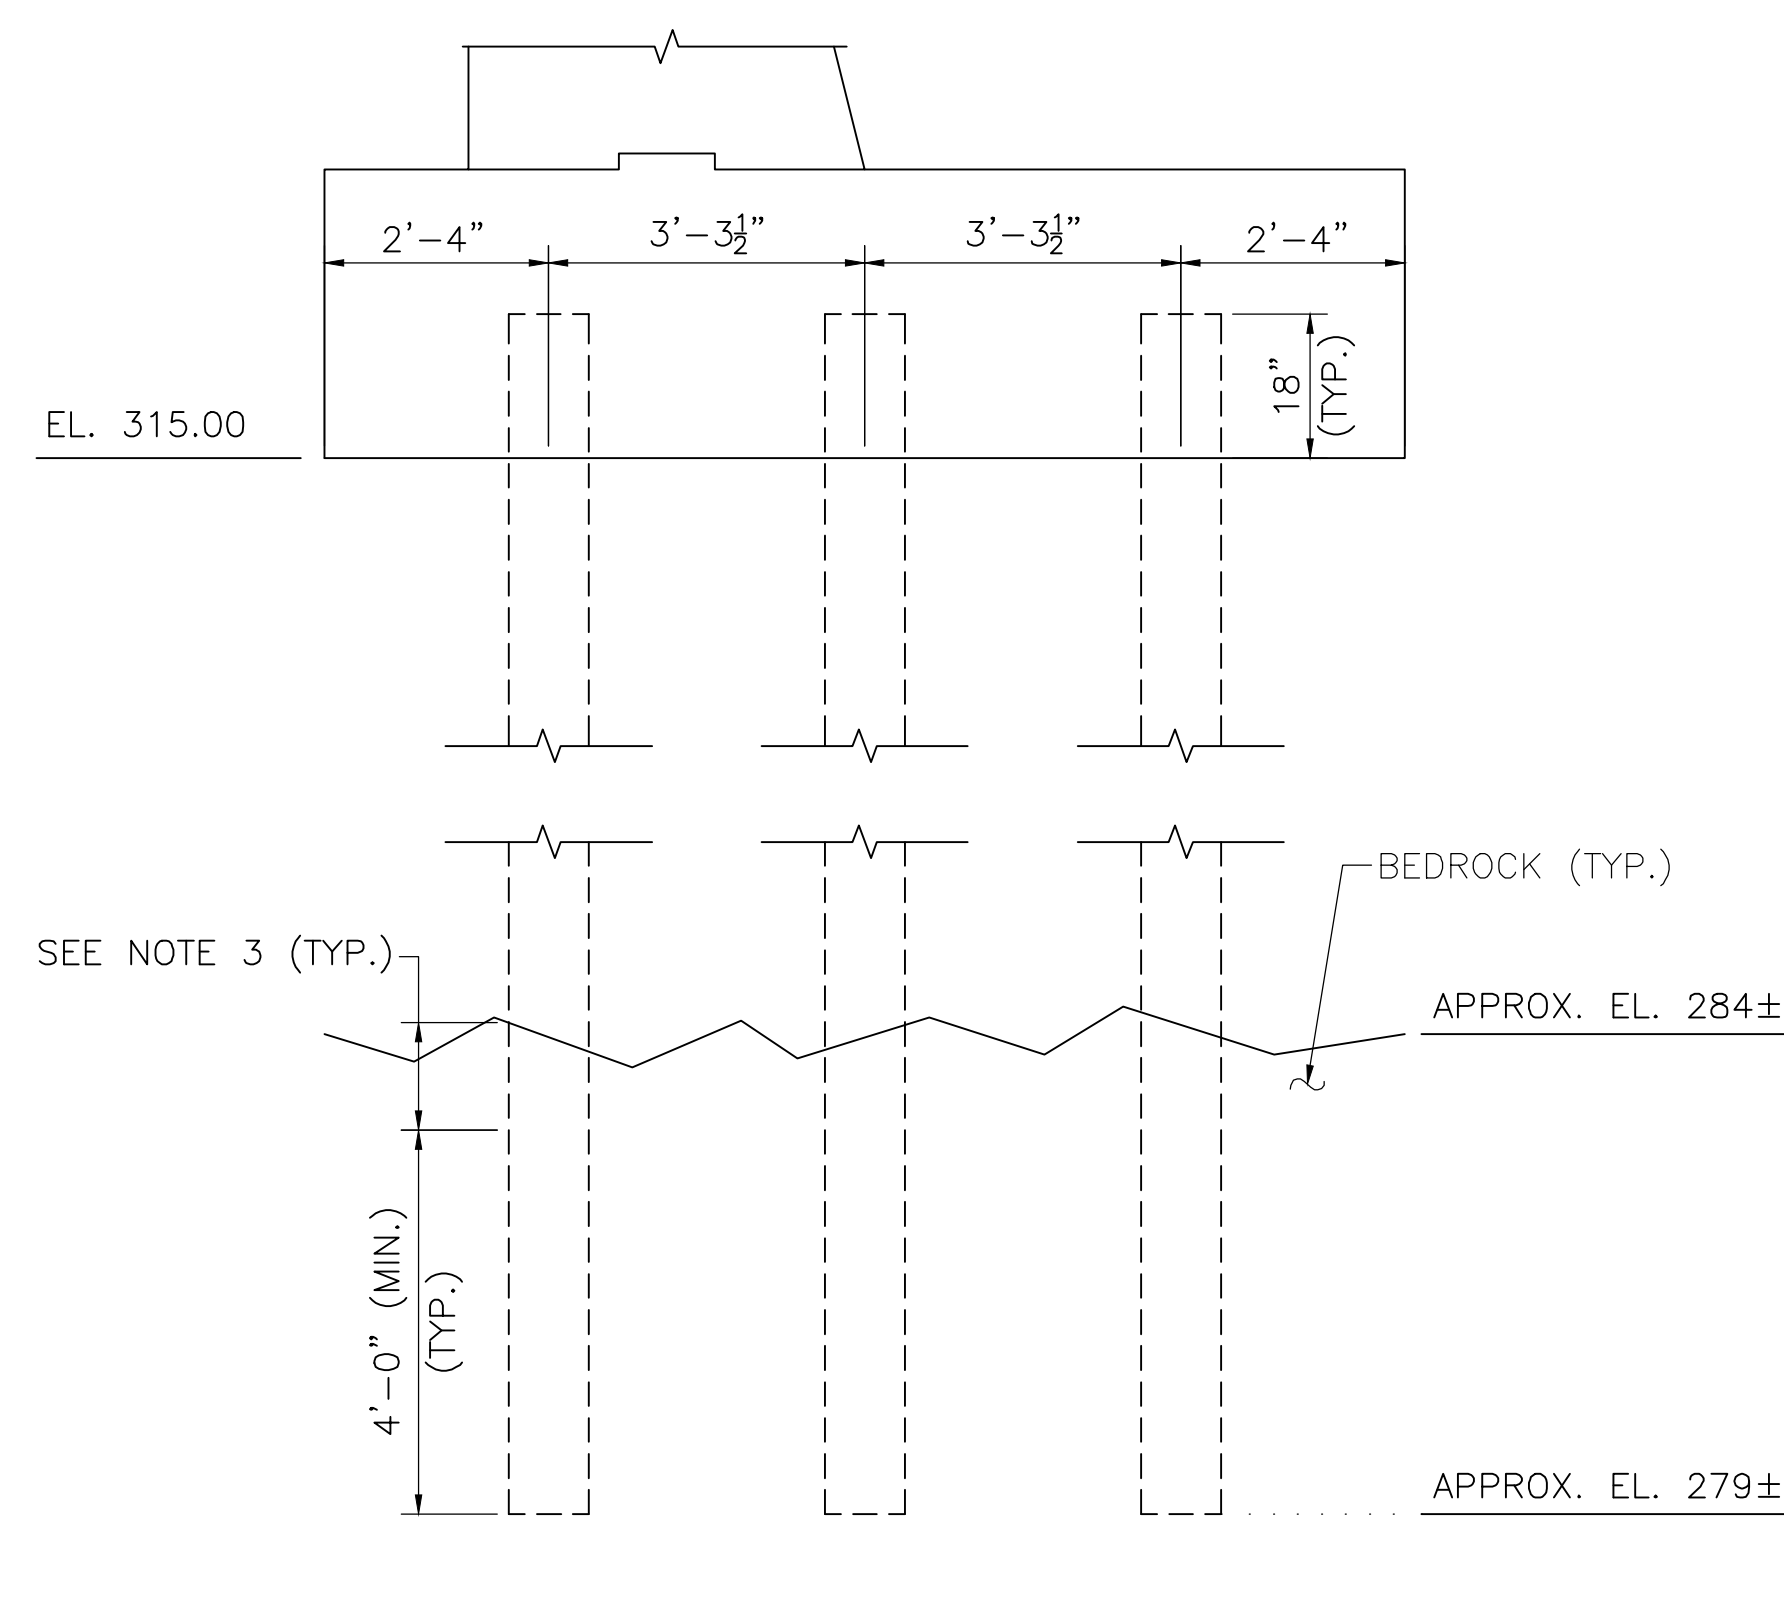 2'-4" 3'-3½" 3'-3½" 2'-4"
18"
(TYP.)
EL. 315.00
BEDROCK (TYP.)
SEE NOTE 3 (TYP.)
APPROX. EL. 284±
4'-0" (MIN.)
(TYP.)
APPROX. EL. 279±